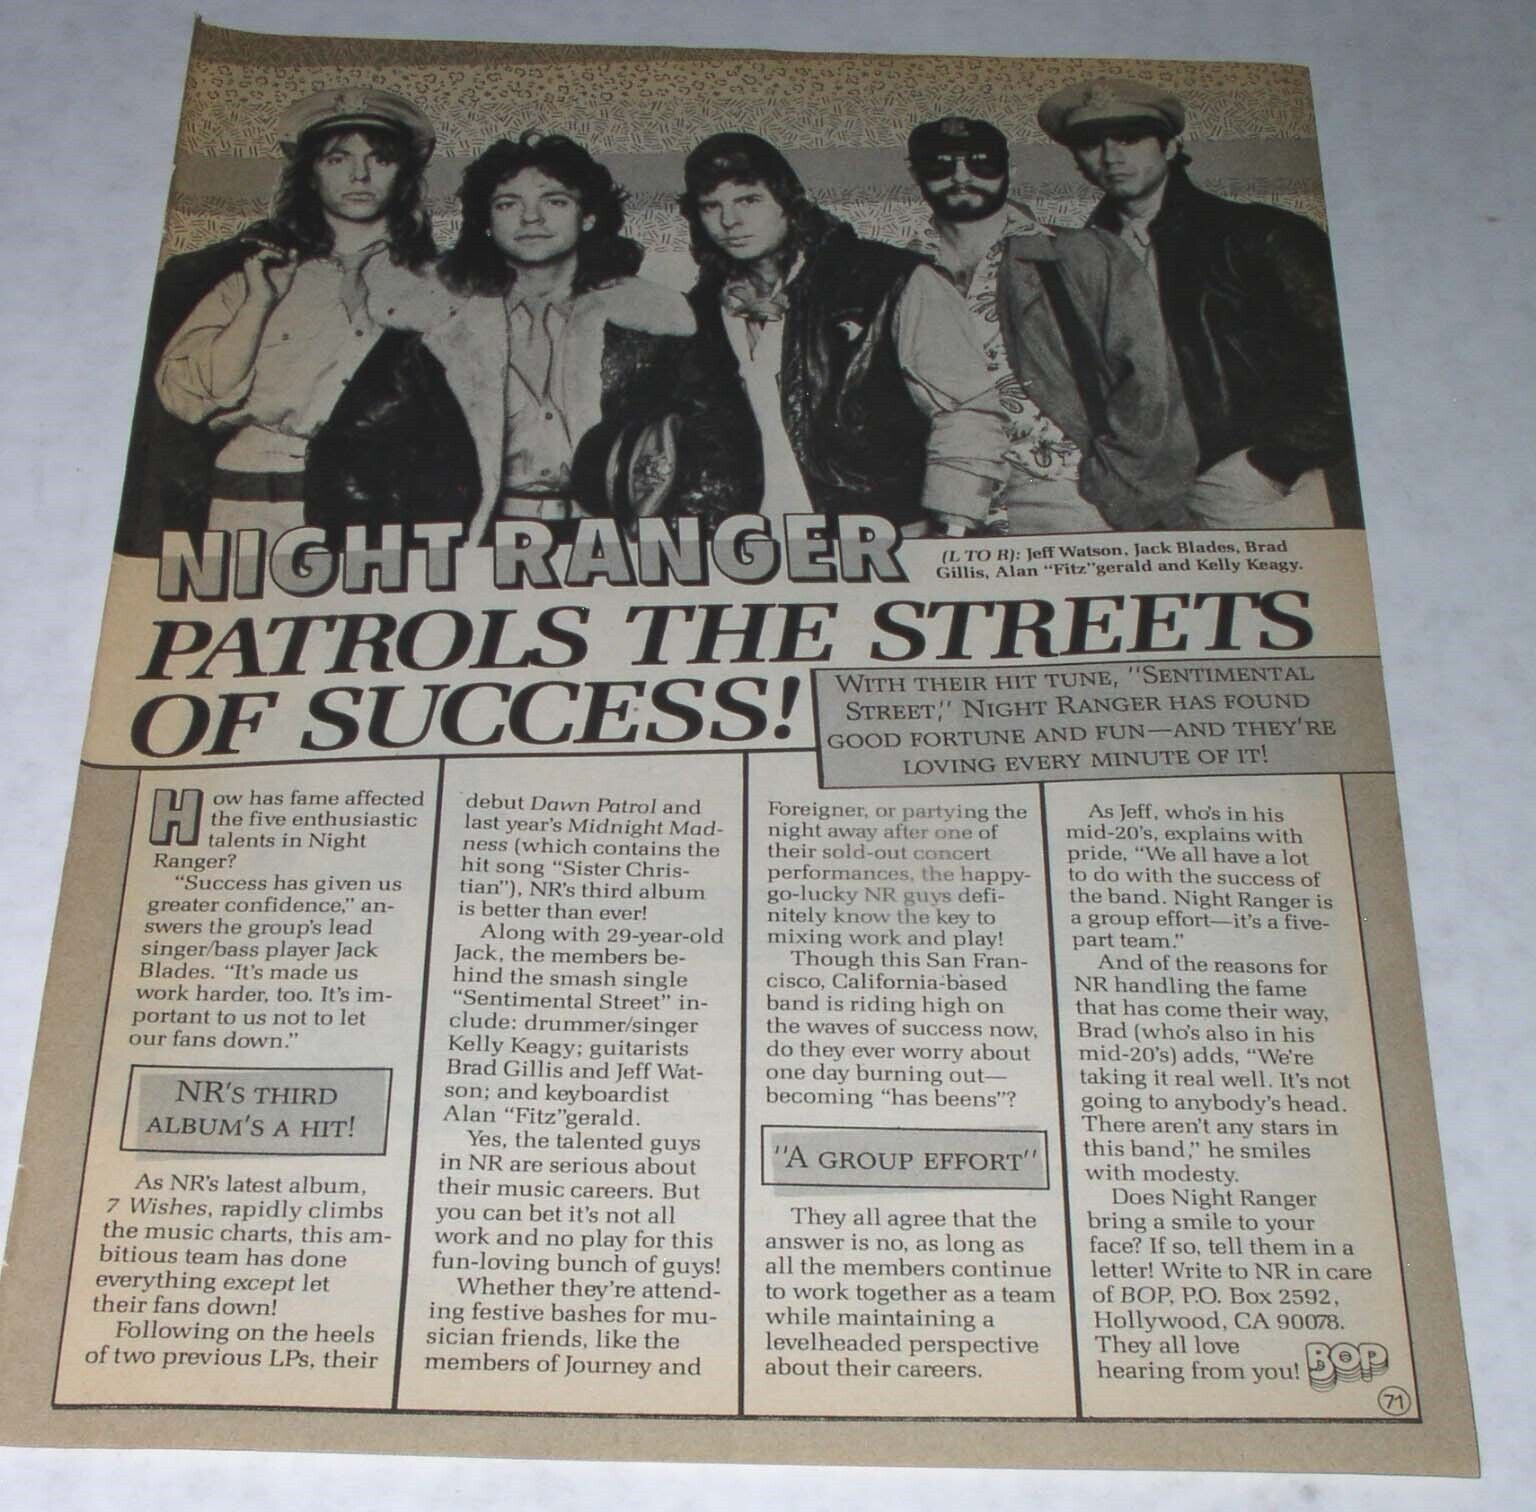 NIGHT RANGER
(L TO R): Jeff Watson, Jack Blades, Brad
Gillis, Alan "Fitz"gerald and Kelly Keagy.
PATROLS THE STREETS
OF SUCCESS!
WITH THEIR HIT TUNE, "SENTIMENTAL
STREET," NIGHT RANGER HAS FOUND
GOOD FORTUNE AND FUN—AND THEY'RE
LOVING EVERY MINUTE OF IT!
How has fame affected
the five enthusiastic
talents in Night
Ranger?
"Success has given us
greater confidence," an-
swers the group's lead
singer/bass player Jack
Blades. "It's made us
work harder, too. It's im-
portant to us not to let
our fans down."
NR'S THIRD
ALBUM'S A HIT!
As NR's latest album,
7 Wishes, rapidly climbs
the music charts, this am-
bitious team has done
everything except let
their fans down!
Following on the heels
of two previous LPs, their
debut Dawn Patrol and
last year's Midnight Mad-
ness (which contains the
hit song "Sister Chris-
tian"), NR's third album
is better than ever!
Along with 29-year-old
Jack, the members be-
hind the smash single
"Sentimental Street" in-
clude: drummer/singer
Kelly Keagy; guitarists
Brad Gillis and Jeff Wat-
son; and keyboardist
Alan "Fitz"gerald.
Yes, the talented guys
in NR are serious about
their music careers. But
you can bet it's not all
work and no play for this
fun-loving bunch of guys!
Whether they're attend-
ing festive bashes for mu-
sician friends, like the
members of Journey and
Foreigner, or partying the
night away after one of
their sold-out concert
performances, the happy-
go-lucky NR guys defi-
nitely know the key to
mixing work and play!
Though this San Fran-
cisco, California-based
band is riding high on
the waves of success now,
do they ever worry about
one day burning out—
becoming "has beens"?
"A GROUP EFFORT"
They all agree that the
answer is no, as long as
all the members continue
to work together as a team
while maintaining a
levelheaded perspective
about their careers.
As Jeff, who's in his
mid-20's, explains with
pride, "We all have a lot
to do with the success of
the band. Night Ranger is
a group effort—it's a five-
part team."
And of the reasons for
NR handling the fame
that has come their way,
Brad (who's also in his
mid-20's) adds, "We're
taking it real well. It's not
going to anybody's head.
There aren't any stars in
this band," he smiles
with modesty.
Does Night Ranger
bring a smile to your
face? If so, tell them in a
letter! Write to NR in care
of BOP, P.O. Box 2592,
Hollywood, CA 90078.
They all love
hearing from you! BOP
71